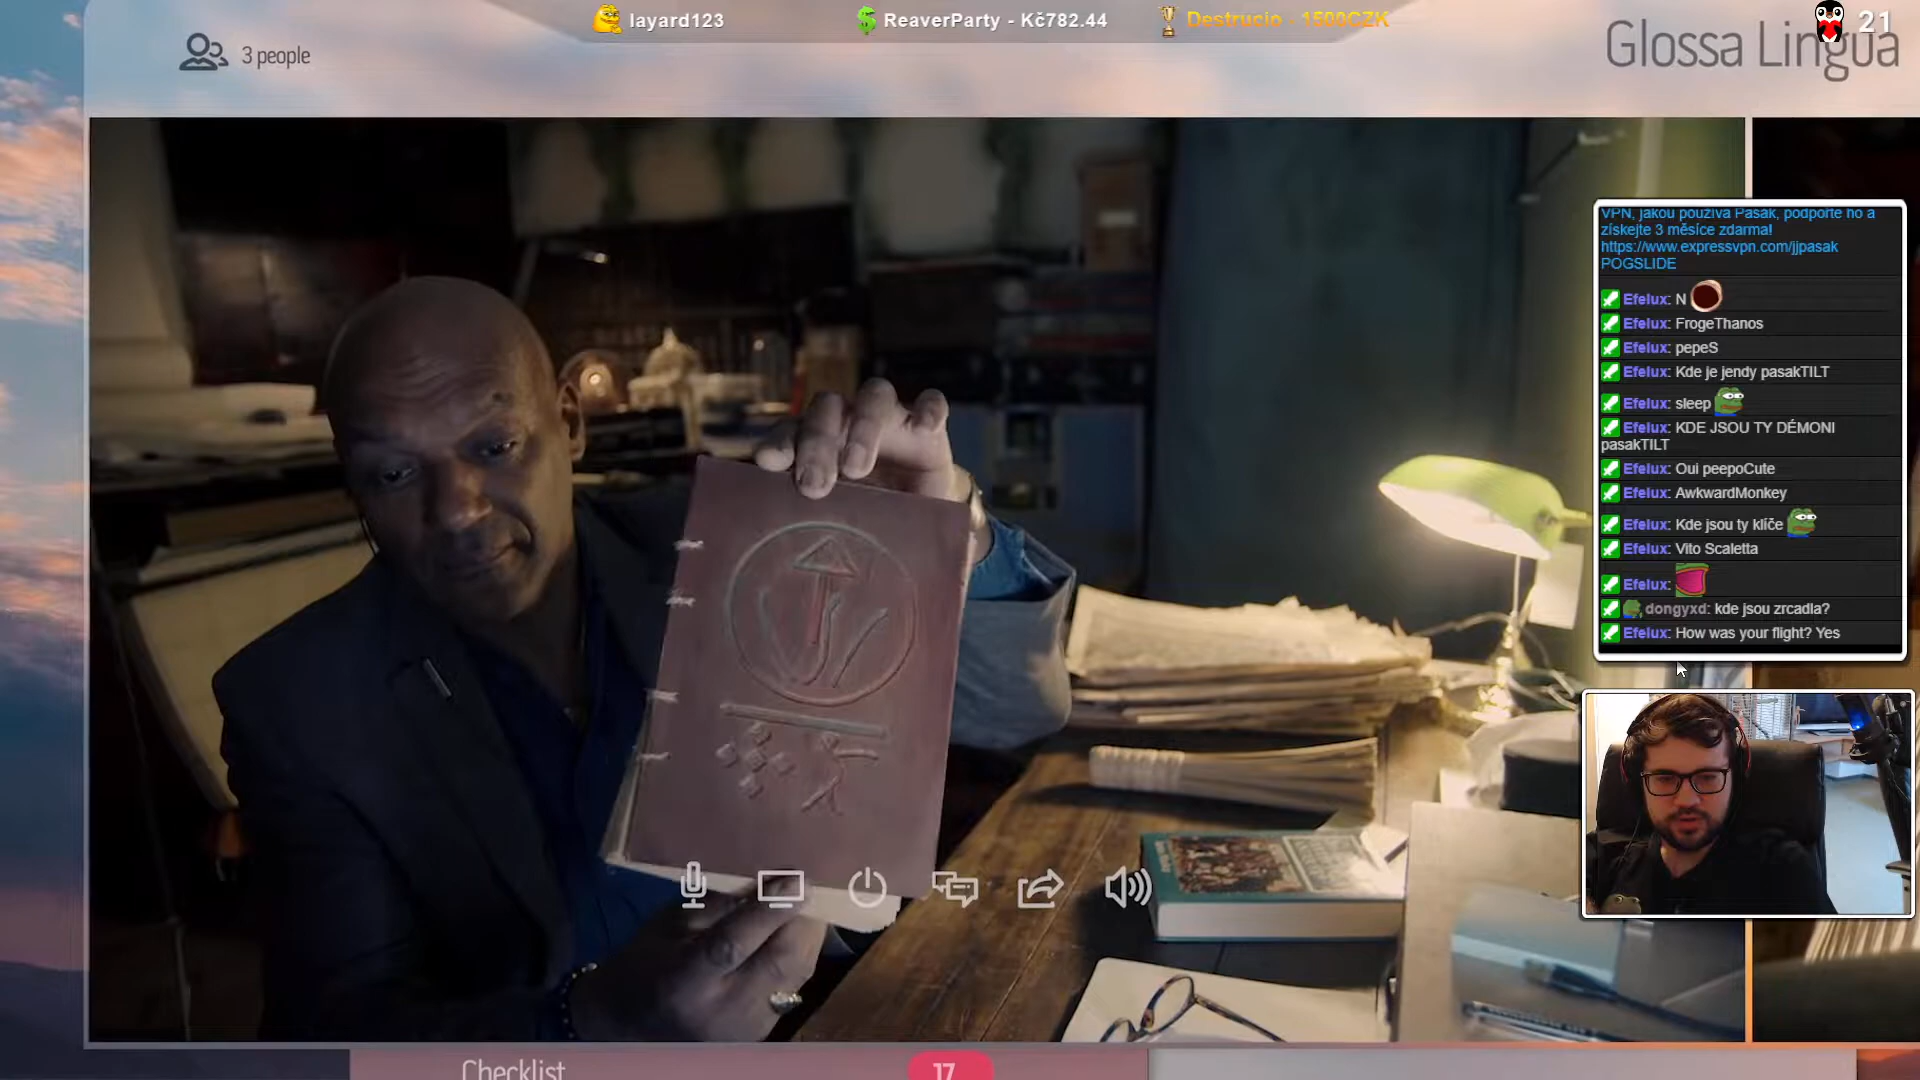 layard123
ReaverParty - Kč782.44
Destrucio - 1500CZK
21
3 people
Glossa Lingua
VPN, jakou používá Pasák, podpořte ho a
získejte 3 měsíce zdarma!
https://www.expressvpn.com/jjpasak
POGSLIDE
Efelux: N
Efelux: FrogeThanos
Efelux: pepeS
Efelux: Kde je jendy pasakTILT
Efelux: sleep
Efelux: KDE JSOU TY DÉMONI
pasakTILT
Efelux: Oui peepoCute
Efelux: AwkwardMonkey
Efelux: Kde jsou ty klíče
Efelux: Vito Scaletta
Efelux:
dongyxd: kde jsou zrcadla?
Efelux: How was your flight? Yes
Checklist
17